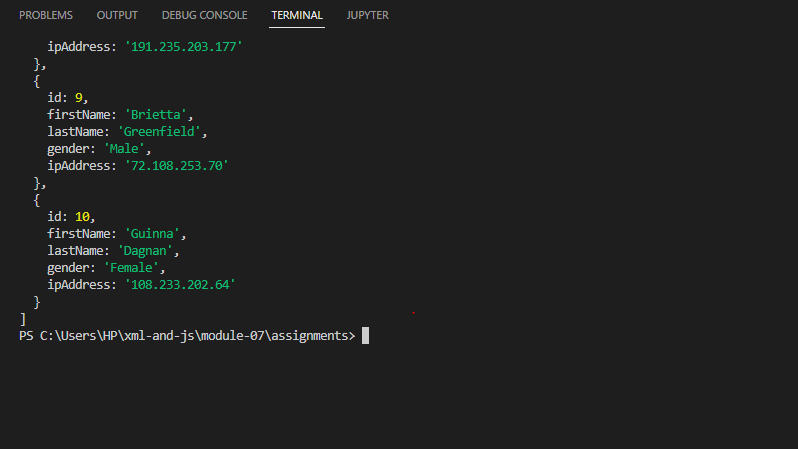 PROBLEMS OUTPUT DEBUG CONSOLE TERMINAL JUPYTER
ipAddress: '191.235.203.177'
},
{
id: 9,
firstName: 'Brietta',
lastName: 'Greenfield',
gender: 'Male',
ipAddress: '72.108.253.70'
},
{
id: 10,
firstName: 'Guinna',
lastName: 'Dagnan',
gender: 'Female',
ipAddress: '108.233.202.64'
}
]
PS C:\Users\HP\xml-and-js\module-07\assignments>